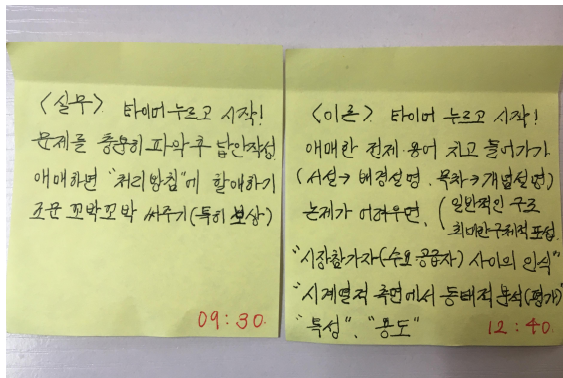 <실무> 타이머 누르고 시작!
문제를 충분히 파악 후 답안작성
애매하면 "처리방침"에 할애하기
조문 꼬박꼬박 써주기(특히 보상)
09:30.
<이론> 타이머 누르고 시작!
애매한 전제·용어 치고 들어가기
(서설→배경설명, 목차→개념설명)
논제가 어려우면, (일반적인 구조
최대한 구체적 포섭
"시장참가자(수요 공급자) 사이의 인식"
"시계열적 측면에서 동태적 분석(평가)"
"특성", "용도"
12:40.